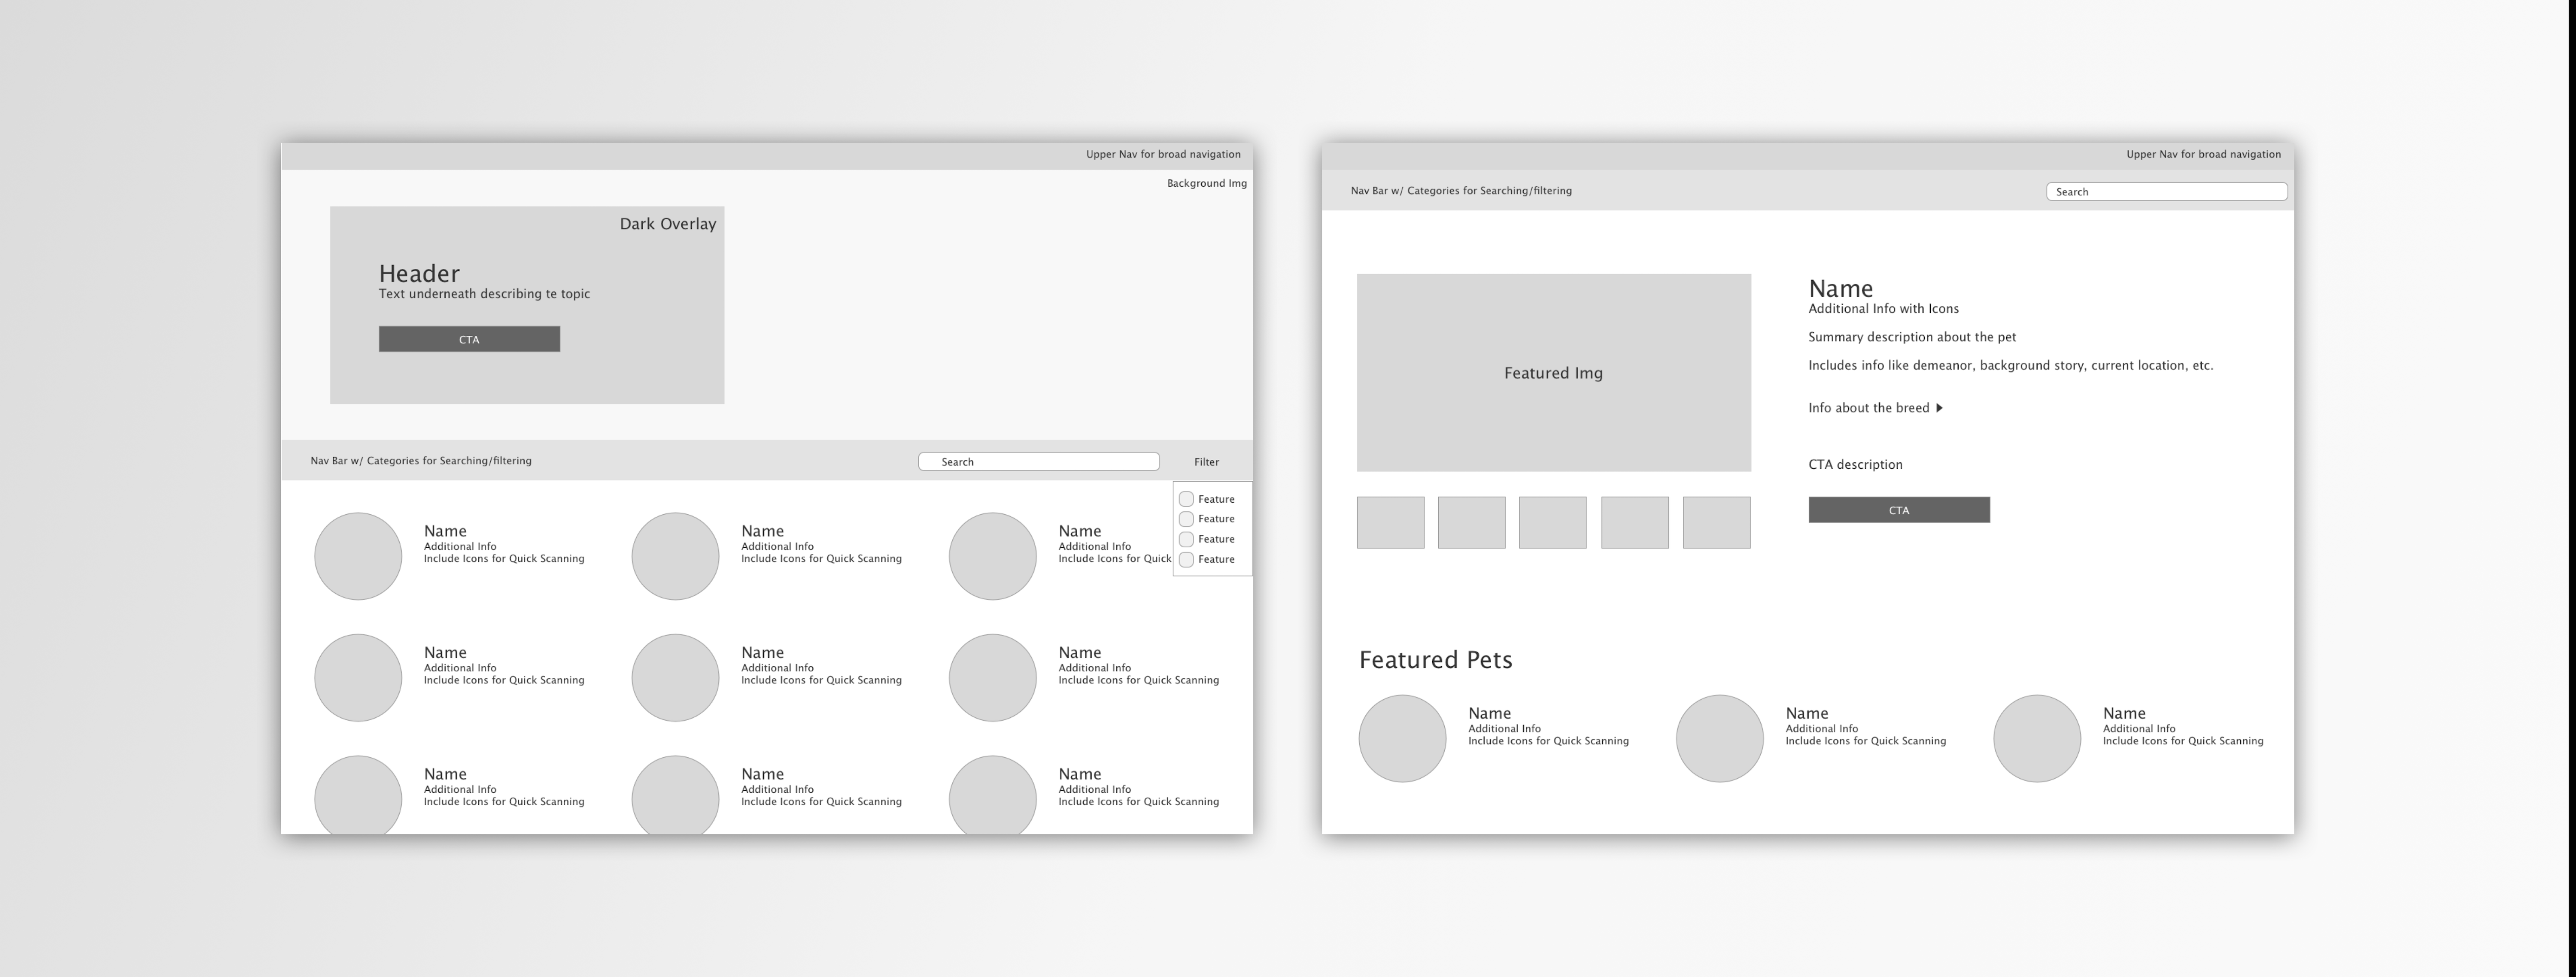 Upper Nav for broad navigation
Background Img
Dark Overlay
Header
Text underneath describing te topic
CTA
Nav Bar w/ Categories for Searching/filtering
Search
Filter
Feature
Feature
Feature
Feature
Name
Additional Info
Include Icons for Quick Scanning
Name
Additional Info
Include Icons for Quick Scanning
Name
Additional Info
Include Icons for Quick
Name
Additional Info
Include Icons for Quick Scanning
Name
Additional Info
Include Icons for Quick Scanning
Name
Additional Info
Include Icons for Quick Scanning
Name
Additional Info
Include Icons for Quick Scanning
Name
Additional Info
Include Icons for Quick Scanning
Name
Additional Info
Include Icons for Quick Scanning
Upper Nav for broad navigation
Nav Bar w/ Categories for Searching/filtering
Search
Featured Img
Name
Additional Info with Icons
Summary description about the pet
Includes info like demeanor, background story, current location, etc.
Info about the breed
CTA description
CTA
Featured Pets
Name
Additional Info
Include Icons for Quick Scanning
Name
Additional Info
Include Icons for Quick Scanning
Name
Additional Info
Include Icons for Quick Scanning